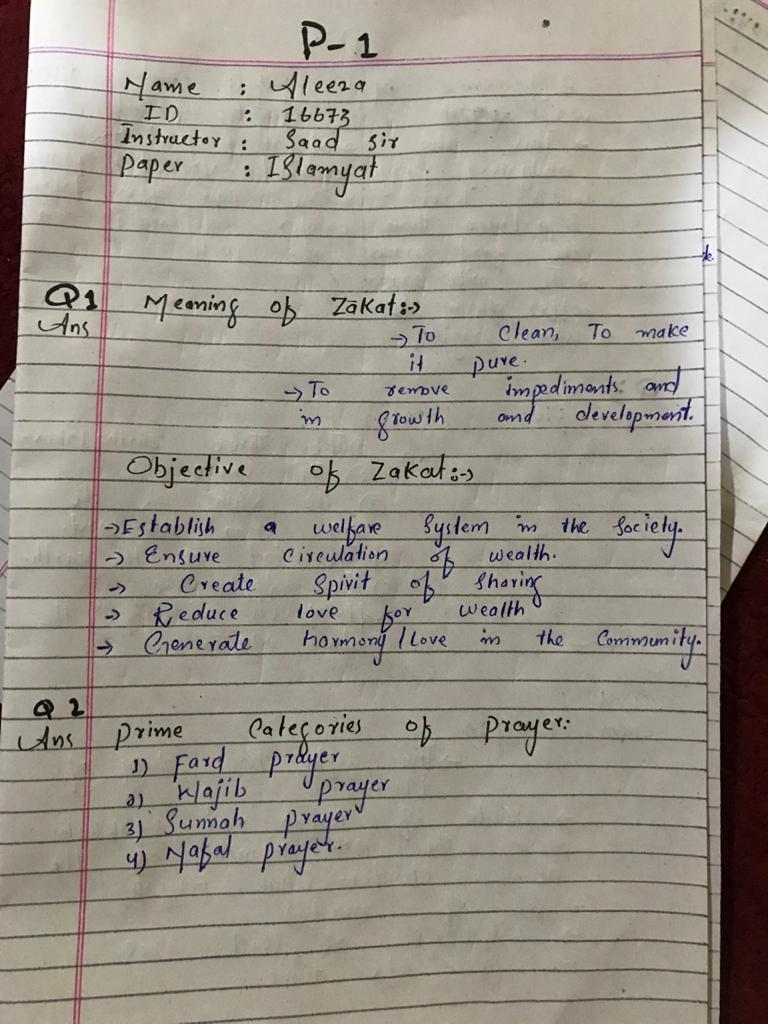 P-1
Name : Aleeza
ID : 16673
Instructor : Saad Sir
Paper : ISlamyat
Q1 Meaning of Zakat:→
Ans → To Clean, To make
it pure.
→ To remove impediments and
in growth and development.
Objective of Zakat:→
→ Establish a welfare System in the Society.
→ Ensure Circulation of wealth.
→ Create Spirit of Sharing
→ Reduce love for wealth
→ Generate harmony/Love in the Community.
Q2
Ans Prime Categories of prayer:
1) Fard prayer
2) Wajib prayer
3) Sunnah prayer
4) Nafal prayer.